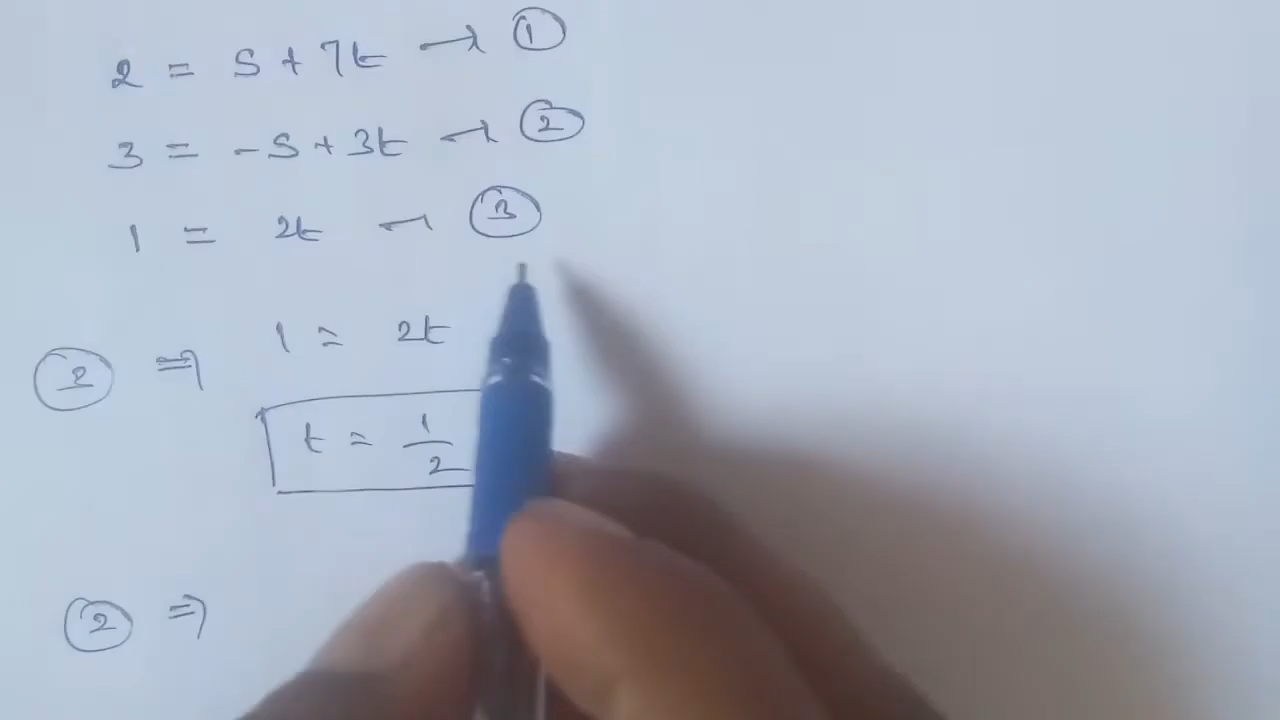 2 = S + 7t → ①
3 = -S + 3t → ②
1 = 2t → ③
② ⇒ 1 = 2t
t = 1/2
② ⇒